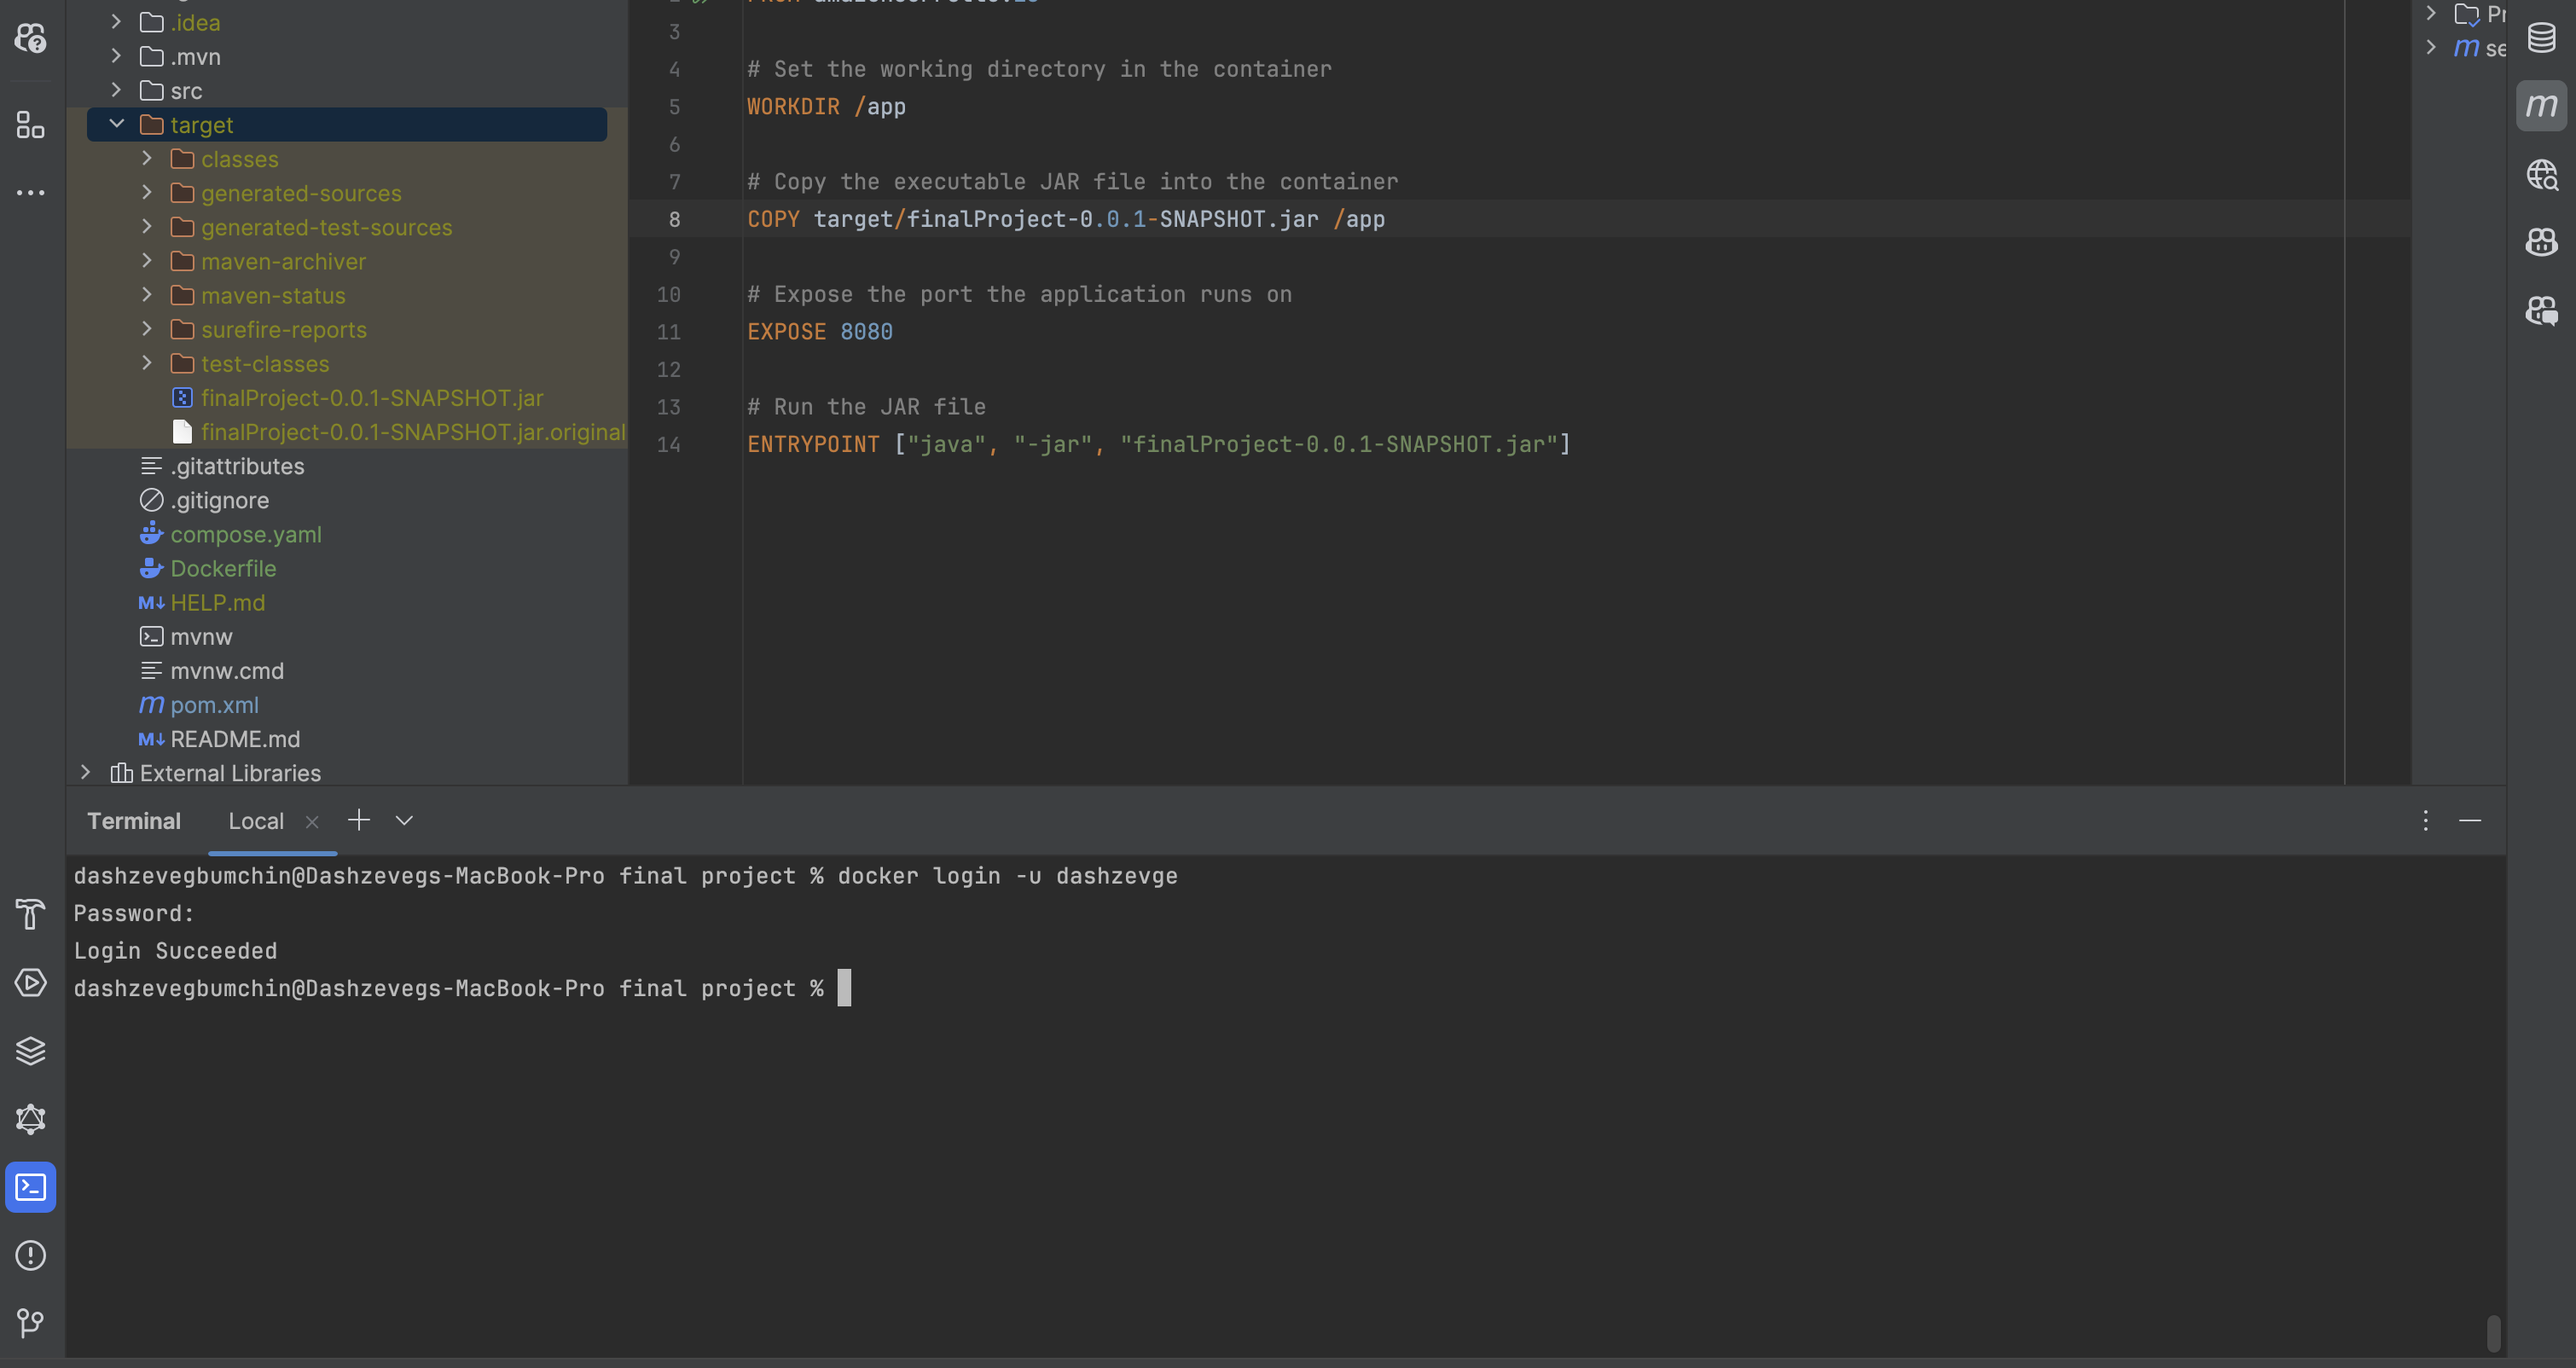 .idea
.mvn
src
target
classes
generated-sources
generated-test-sources
maven-archiver
maven-status
surefire-reports
test-classes
finalProject-0.0.1-SNAPSHOT.jar
finalProject-0.0.1-SNAPSHOT.jar.original
.gitattributes
.gitignore
compose.yaml
Dockerfile
M↓ HELP.md
mvnw
mvnw.cmd
m pom.xml
M↓ README.md
External Libraries
3
4 # Set the working directory in the container
5 WORKDIR /app
6
7 # Copy the executable JAR file into the container
8 COPY target/finalProject-0.0.1-SNAPSHOT.jar /app
9
10 # Expose the port the application runs on
11 EXPOSE 8080
12
13 # Run the JAR file
14 ENTRYPOINT ["java", "-jar", "finalProject-0.0.1-SNAPSHOT.jar"]
Pr
m se
m
Terminal Local
dashzevegbumchin@Dashzevegs-MacBook-Pro final project % docker login -u dashzevge
Password:
Login Succeeded
dashzevegbumchin@Dashzevegs-MacBook-Pro final project %